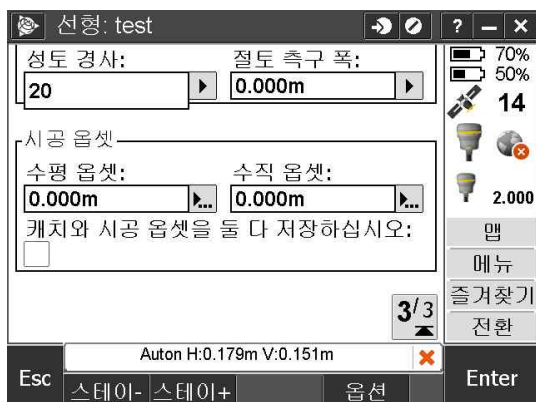 선형: test
? – ×
성토 경사: 절토 측구 폭:
20 0.000m
시공 옵셋
수평 옵셋: 수직 옵셋:
0.000m 0.000m
캐치와 시공 옵셋을 둘 다 저장하십시오:
3/3
Auton H:0.179m V:0.151m
Esc 스테이- 스테이+ 옵션 Enter
70%
50%
14
2.000
맵
메뉴
즐겨찾기
전환